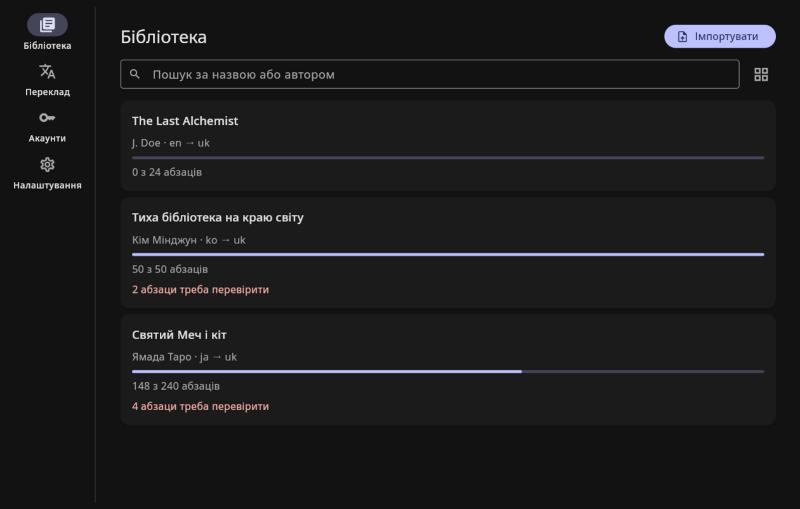 Бібліотека
Переклад
Акаунти
Налаштування
Бібліотека
Імпортувати
Пошук за назвою або автором
The Last Alchemist
J. Doe · en → uk
0 з 24 абзаців
Тиха бібліотека на краю світу
Кім Мінджун · ko → uk
50 з 50 абзаців
2 абзаци треба перевірити
Святий Меч і кіт
Ямада Таро · ja → uk
148 з 240 абзаців
4 абзаци треба перевірити